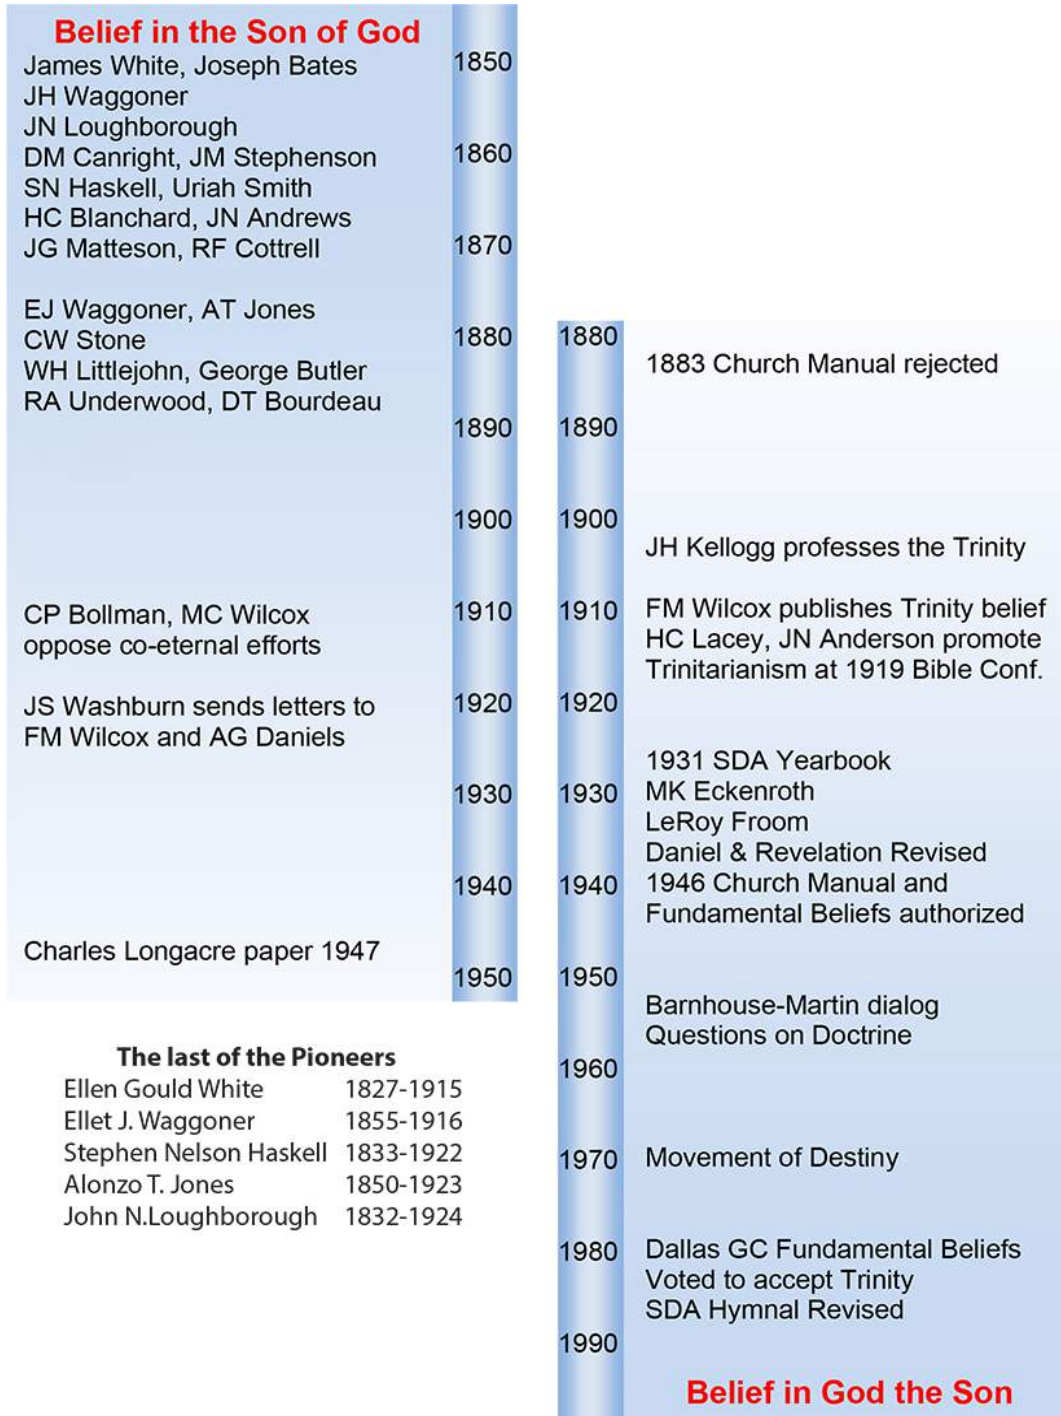 Belief in the Son of God
James White, Joseph Bates
JH Waggoner
JN Loughborough
DM Canright, JM Stephenson
SN Haskell, Uriah Smith
HC Blanchard, JN Andrews
JG Matteson, RF Cottrell
EJ Waggoner, AT Jones
CW Stone
WH Littlejohn, George Butler
RA Underwood, DT Bourdeau
CP Bollman, MC Wilcox
oppose co-eternal efforts
JS Washburn sends letters to
FM Wilcox and AG Daniels
Charles Longacre paper 1947
1850
1860
1870
1880
1890
1900
1910
1920
1930
1940
1950
The last of the Pioneers
Ellen Gould White 1827-1915
Ellet J. Waggoner 1855-1916
Stephen Nelson Haskell 1833-1922
Alonzo T. Jones 1850-1923
John N.Loughborough 1832-1924
1880
1890
1900
1910
1920
1930
1940
1950
1960
1970
1980
1990
1883 Church Manual rejected
JH Kellogg professes the Trinity
FM Wilcox publishes Trinity belief
HC Lacey, JN Anderson promote
Trinitarianism at 1919 Bible Conf.
1931 SDA Yearbook
MK Eckenroth
LeRoy Froom
Daniel & Revelation Revised
1946 Church Manual and
Fundamental Beliefs authorized
Barnhouse-Martin dialog
Questions on Doctrine
Movement of Destiny
Dallas GC Fundamental Beliefs
Voted to accept Trinity
SDA Hymnal Revised
Belief in God the Son